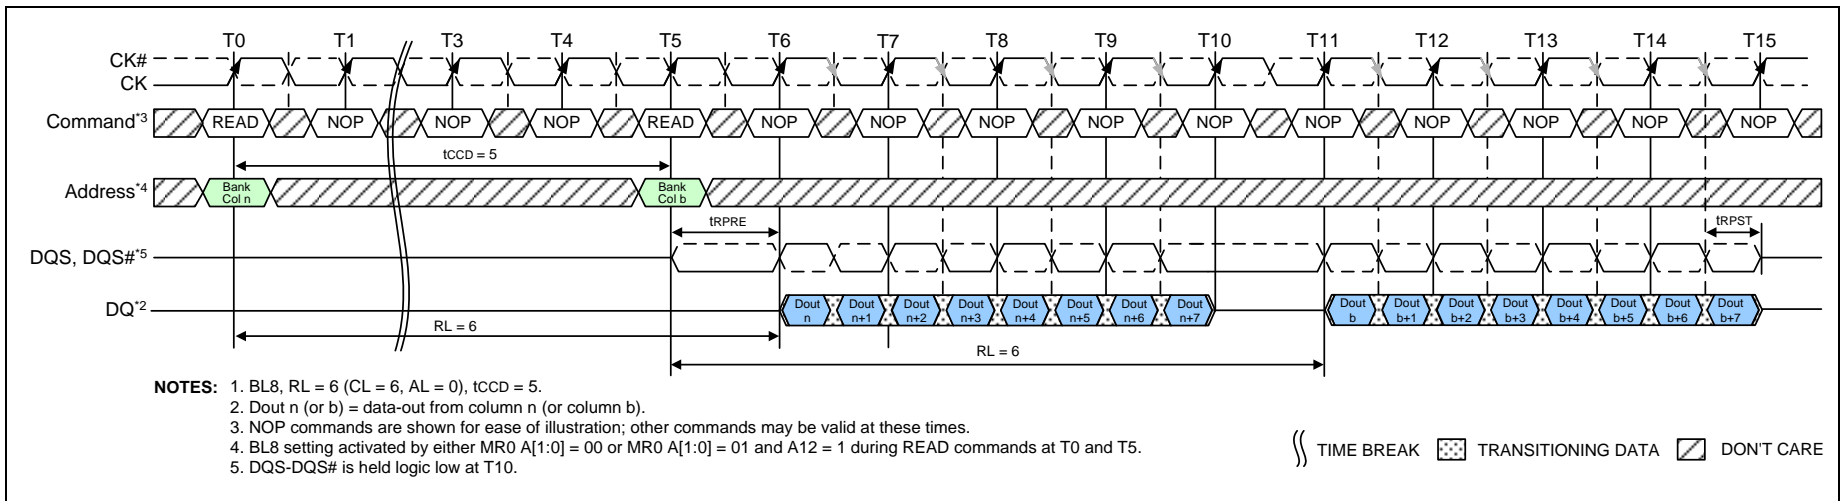 T0 T1 T3 T4 T5 T6 T7 T8 T9 T10 T11 T12 T13 T14 T15
CK#
CK
Command*3 READ NOP NOP NOP READ NOP NOP NOP NOP NOP NOP NOP NOP NOP NOP
tCCD = 5
Address*4 Bank Col n Bank Col b
tRPRE tRPST
DQS, DQS#*5
DQ*2 Dout n Dout n+1 Dout n+2 Dout n+3 Dout n+4 Dout n+5 Dout n+6 Dout n+7 Dout b Dout b+1 Dout b+2 Dout b+3 Dout b+4 Dout b+5 Dout b+6 Dout b+7
RL = 6
RL = 6
NOTES: 1. BL8, RL = 6 (CL = 6, AL = 0), tCCD = 5.
2. Dout n (or b) = data-out from column n (or column b).
3. NOP commands are shown for ease of illustration; other commands may be valid at these times.
4. BL8 setting activated by either MR0 A[1:0] = 00 or MR0 A[1:0] = 01 and A12 = 1 during READ commands at T0 and T5.
5. DQS-DQS# is held logic low at T10.
TIME BREAK TRANSITIONING DATA DON'T CARE